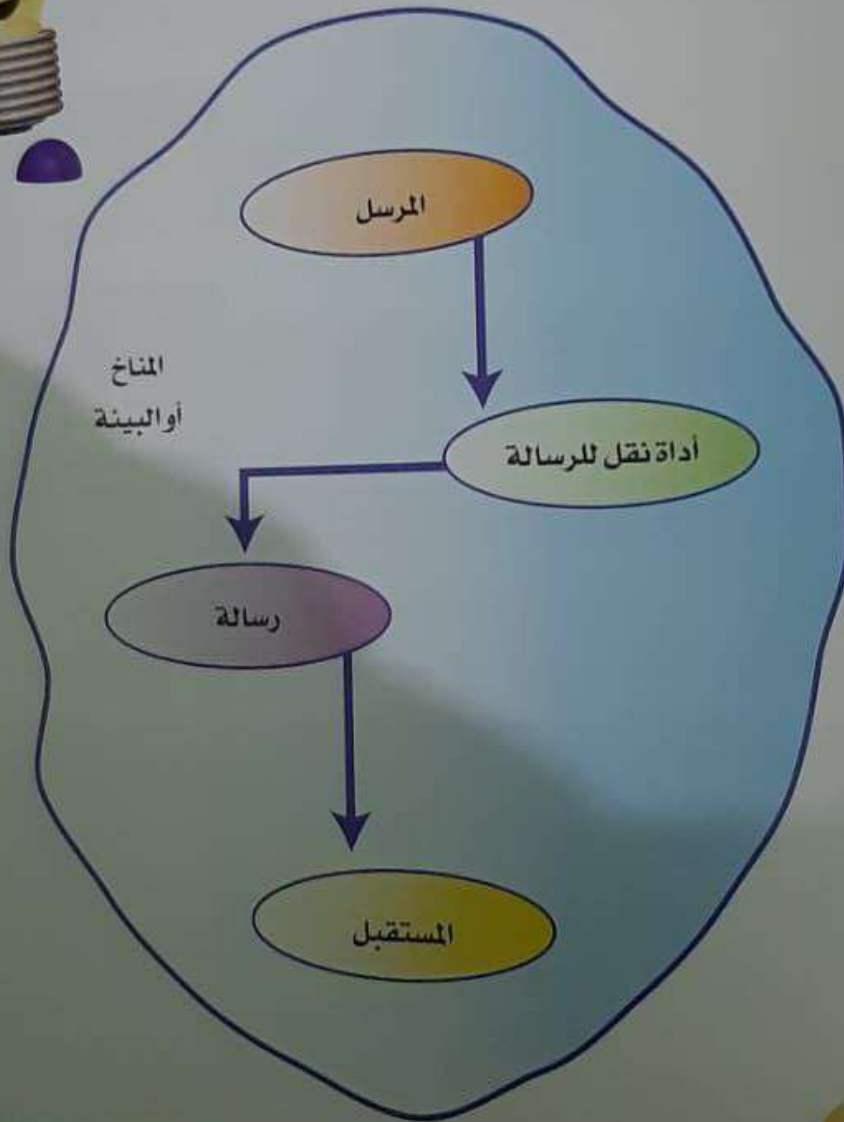 المرسل
المناخ
أو البيئة
أداة نقل للرسالة
رسالة
المستقبل